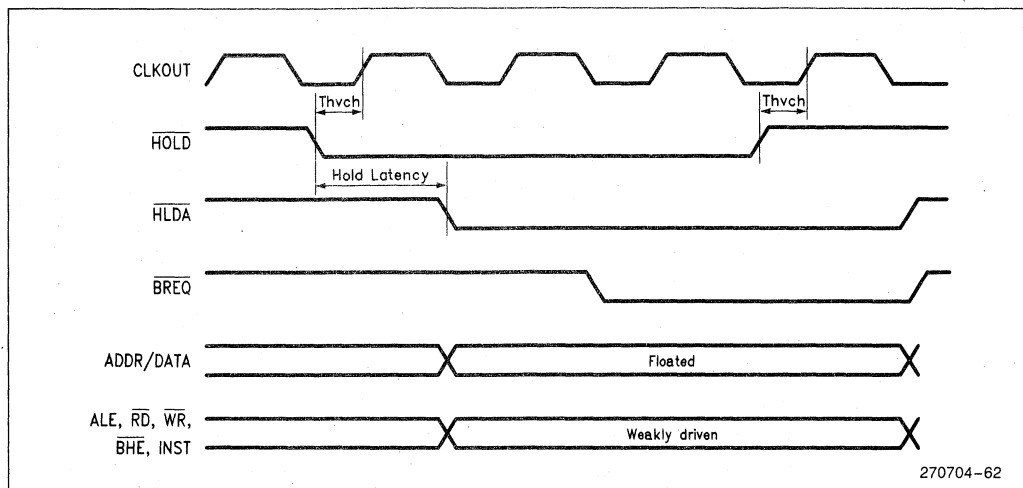 CLKOUT
Thvch
Thvch
HOLD
Hold Latency
HLDA
BREQ
ADDR/DATA
Floated
ALE, RD, WR,
BHE, INST
Weakly driven
270704-62